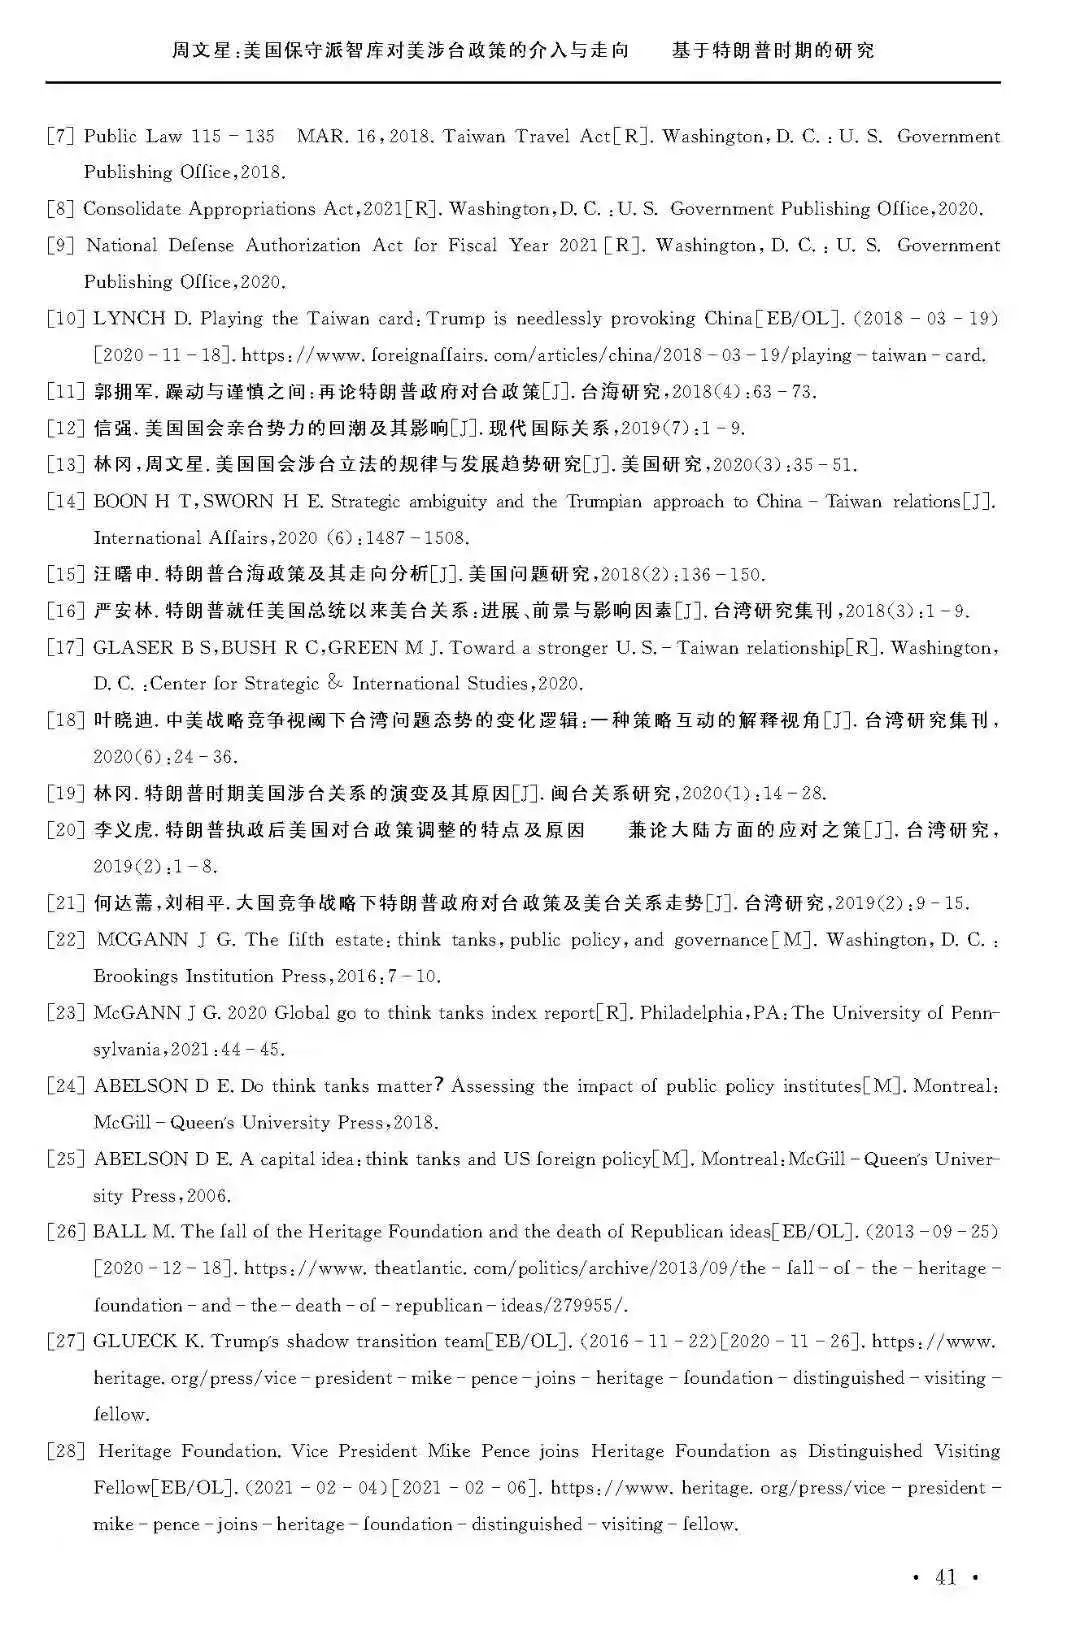 周文星:美国保守派智库对美涉台政策的介入与走向　　基于特朗普时期的研究
[7] Public Law 115－135　MAR. 16,2018. Taiwan Travel Act[R]. Washington, D. C. : U. S. Government
Publishing Office,2018.
[8] Consolidate Appropriations Act,2021[R]. Washington,D. C. :U. S. Government Publishing Office,2020.
[9] National Defense Authorization Act for Fiscal Year 2021[R]. Washington, D. C. : U. S. Government
Publishing Office,2020.
[10] LYNCH D. Playing the Taiwan card:Trump is needlessly provoking China[EB/OL]. (2018－03－19)
[2020－11－18]. https://www. foreignaffairs. com/articles/china/2018－03－19/playing－taiwan－card.
[11] 郭拥军. 躁动与谨慎之间:再论特朗普政府对台政策[J]. 台海研究,2018(4):63－73.
[12] 信强. 美国国会亲台势力的回潮及其影响[J]. 现代国际关系,2019(7):1－9.
[13] 林冈,周文星. 美国国会涉台立法的规律与发展趋势研究[J]. 美国研究,2020(3):35－51.
[14] BOON H T,SWORN H E. Strategic ambiguity and the Trumpian approach to China－Taiwan relations[J].
International Affairs,2020 (6):1487－1508.
[15] 汪曙申. 特朗普台海政策及其走向分析[J]. 美国问题研究,2018(2):136－150.
[16] 严安林. 特朗普就任美国总统以来美台关系:进展、前景与影响因素[J]. 台湾研究集刊,2018(3):1－9.
[17] GLASER B S,BUSH R C,GREEN M J. Toward a stronger U. S.－Taiwan relationship[R]. Washington,
D. C. :Center for Strategic & International Studies,2020.
[18] 叶晓迪. 中美战略竞争视阈下台湾问题态势的变化逻辑:一种策略互动的解释视角[J]. 台湾研究集刊,
2020(6):24－36.
[19] 林冈. 特朗普时期美国涉台关系的演变及其原因[J]. 闽台关系研究,2020(1):14－28.
[20] 李义虎. 特朗普执政后美国对台政策调整的特点及原因　　兼论大陆方面的应对之策[J]. 台湾研究,
2019(2):1－8.
[21] 何达薷,刘相平. 大国竞争战略下特朗普政府对台政策及美台关系走势[J]. 台湾研究,2019(2):9－15.
[22] MCGANN J G. The fifth estate: think tanks, public policy, and governance[M]. Washington, D. C. :
Brookings Institution Press,2016:7－10.
[23] McGANN J G. 2020 Global go to think tanks index report[R]. Philadelphia,PA:The University of Penn-
sylvania,2021:44－45.
[24] ABELSON D E. Do think tanks matter? Assessing the impact of public policy institutes[M]. Montreal:
McGill－Queen's University Press,2018.
[25] ABELSON D E. A capital idea:think tanks and US foreign policy[M]. Montreal:McGill－Queen's Univer-
sity Press,2006.
[26] BALL M. The fall of the Heritage Foundation and the death of Republican ideas[EB/OL]. (2013－09－25)
[2020－12－18]. https://www. theatlantic. com/politics/archive/2013/09/the－fall－of－the－heritage－
foundation－and－the－death－of－republican－ideas/279955/.
[27] GLUECK K. Trump's shadow transition team[EB/OL]. (2016－11－22)[2020－11－26]. https://www.
heritage. org/press/vice－president－mike－pence－joins－heritage－foundation－distinguished－visiting－
fellow.
[28] Heritage Foundation. Vice President Mike Pence joins Heritage Foundation as Distinguished Visiting
Fellow[EB/OL]. (2021－02－04)[2021－02－06]. https://www. heritage. org/press/vice－president－
mike－pence－joins－heritage－foundation－distinguished－visiting－fellow.
· 41 ·